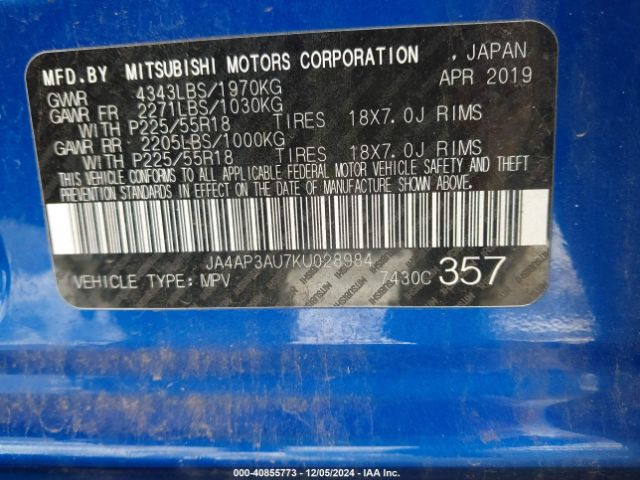 MFD.BY MITSUBISHI MOTORS CORPORATION , JAPAN
GVWR 4343LBS/1970KG APR 2019
GAWR FR 2271LBS/1030KG
WITH P225/55R18 TIRES 18X7.0J RIMS
GAWR RR 2205LBS/1000KG
WITH P225/55R18 TIRES 18X7.0J RIMS
THIS VEHICLE CONFORMS TO ALL APPLICABLE FEDERAL MOTOR VEHICLE SAFETY AND THEFT
PREVENTION STANDARDS IN EFFECT ON THE DATE OF MANUFACTURE SHOWN ABOVE.
JA4AP3AU7KU028984
VEHICLE TYPE:MPV 7430C 357
000-40855773 - 12/05/2024 - IAA Inc.